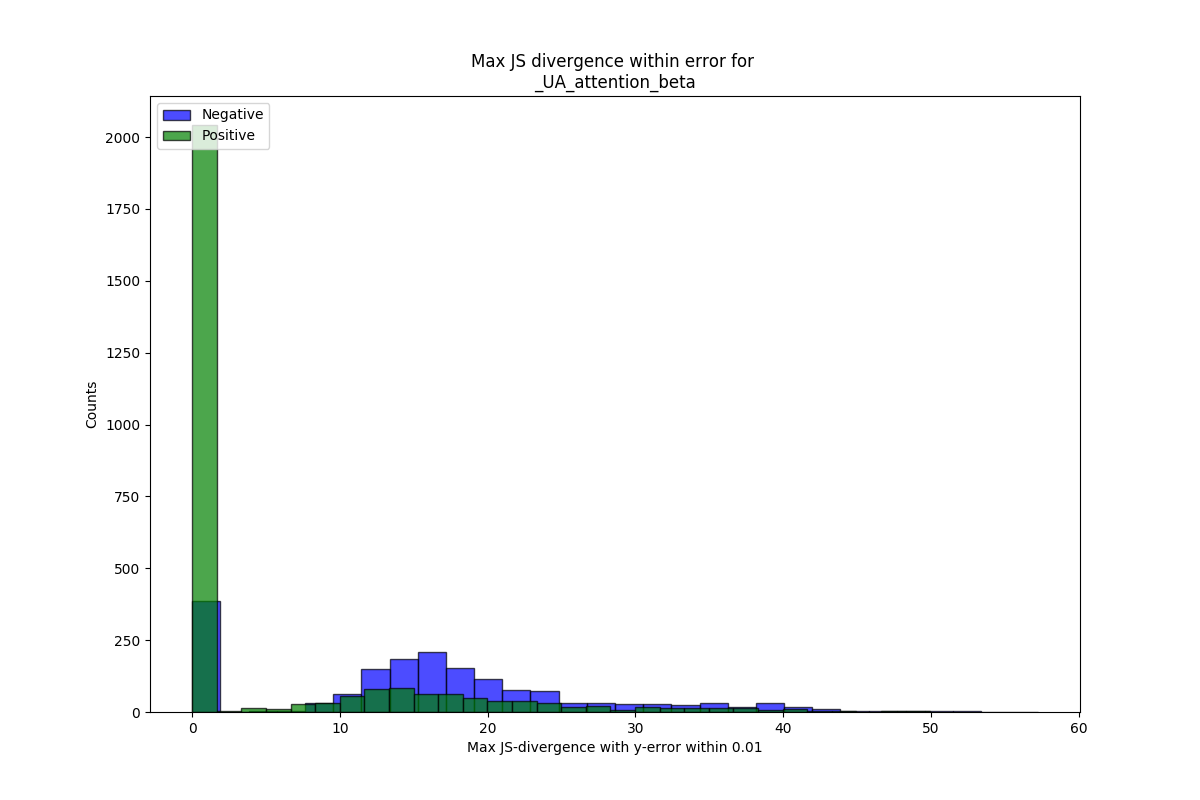 Max JS divergence within error for
_UA_attention_beta
Negative
Positive
2000
1750
1500
1250
1000
750
500
250
0
Counts
0 10 20 30 40 50 60
Max JS-divergence with y-error within 0.01